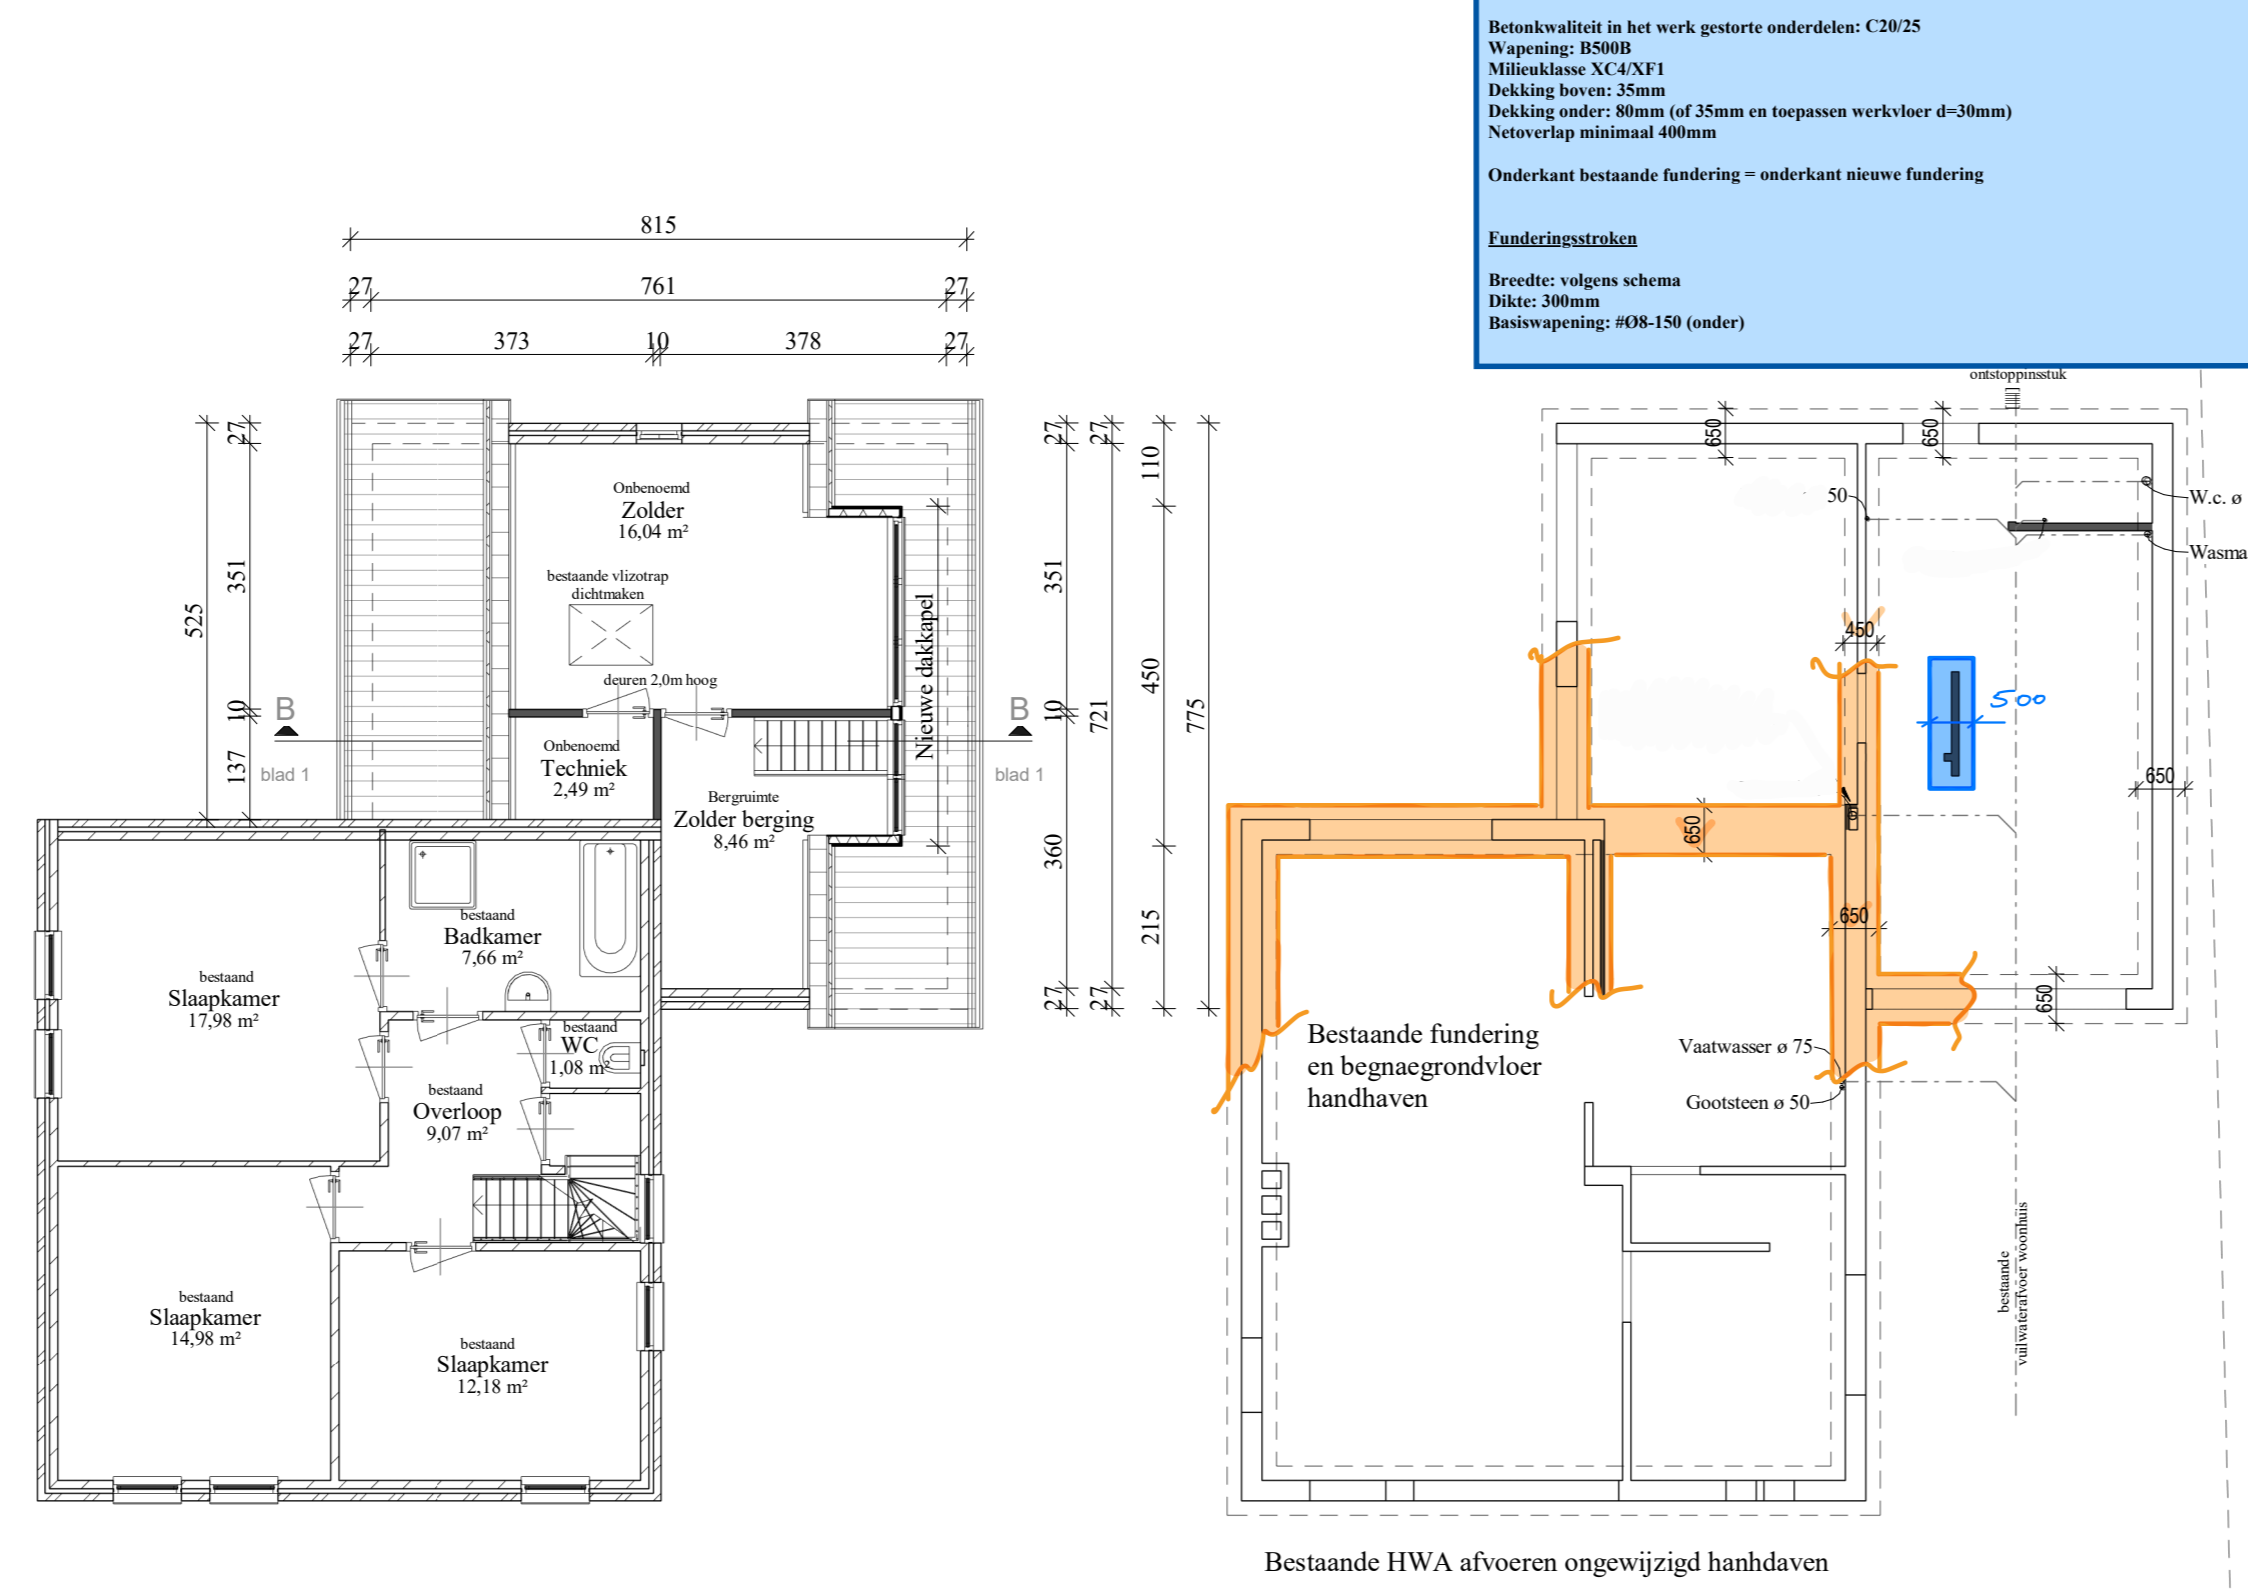 Betonkwaliteit in het werk gestorte onderdelen: C20/25
Wapening: B500B
Milieuklasse XC4/XF1
Dekking boven: 35mm
Dekking onder: 80mm (of 35mm en toepassen werkvloer d=30mm)
Netoverlap minimaal 400mm
Onderkant bestaande fundering = onderkant nieuwe fundering
Funderingsstroken
Breedte: volgens schema
Dikte: 300mm
Basiswapening: #Ø8-150 (onder)
815
27 761 27
27 373 10 378 27
525
27
351
10
137
B
blad 1
Onbenoemd
Zolder
16,04 m²
bestaande vlizotrap
dichtmaken
deuren 2,0m hoog
Onbenoemd
Techniek
2,49 m²
Bergruimte
Zolder berging
8,46 m²
Nieuwe dakkapel
B
blad 1
27
351
10
360
27
27
721
27
110
450
215
775
bestaand
Slaapkamer
17,98 m²
bestaand
Badkamer
7,66 m²
bestaand
WC
1,08 m²
bestaand
Overloop
9,07 m²
bestaand
Slaapkamer
14,98 m²
bestaand
Slaapkamer
12,18 m²
ontstoppinsstuk
650
650
50
W.c. ø
Wasma
450
500
650
650
650
650
Bestaande fundering
en begnaegrondvloer
handhaven
Vaatwasser ø 75
Gootsteen ø 50
bestaande
vuilwaterafvoer woonhuis
Bestaande HWA afvoeren ongewijzigd hanhdaven